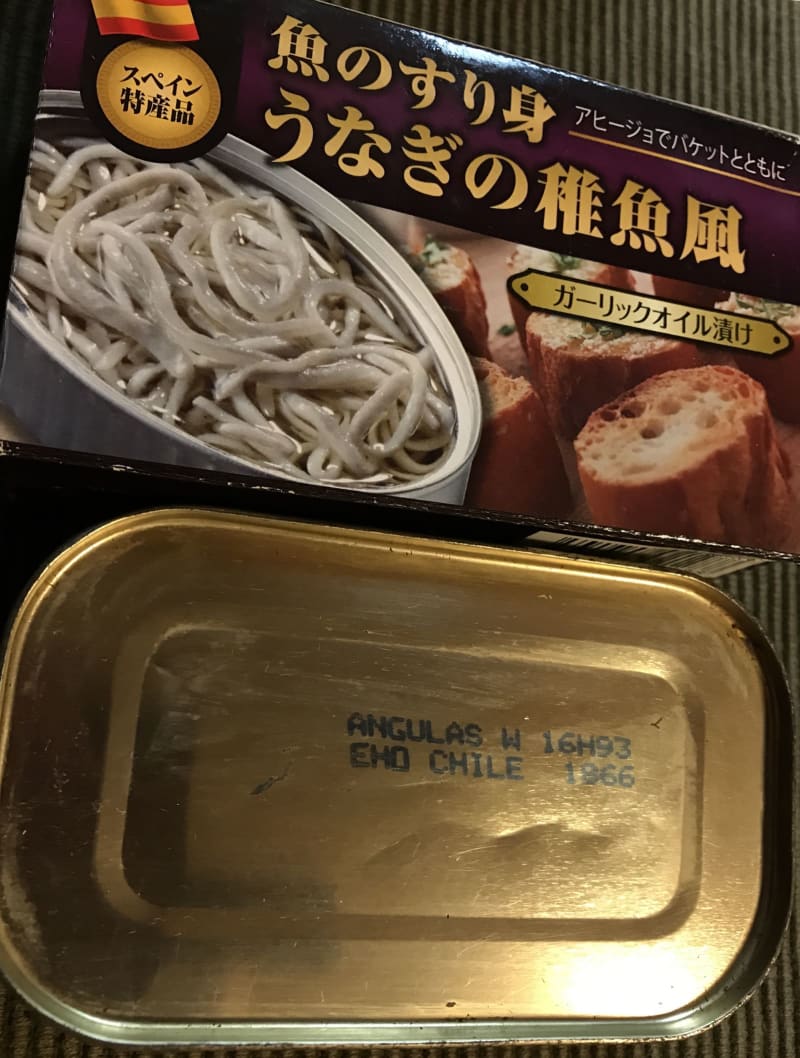 スペイン
特産品
魚のすり身
うなぎの稚魚風
アヒージョでバケットとともに
ガーリックオイル漬け
ANGULAS W 16H93
EHO CHILE 1866